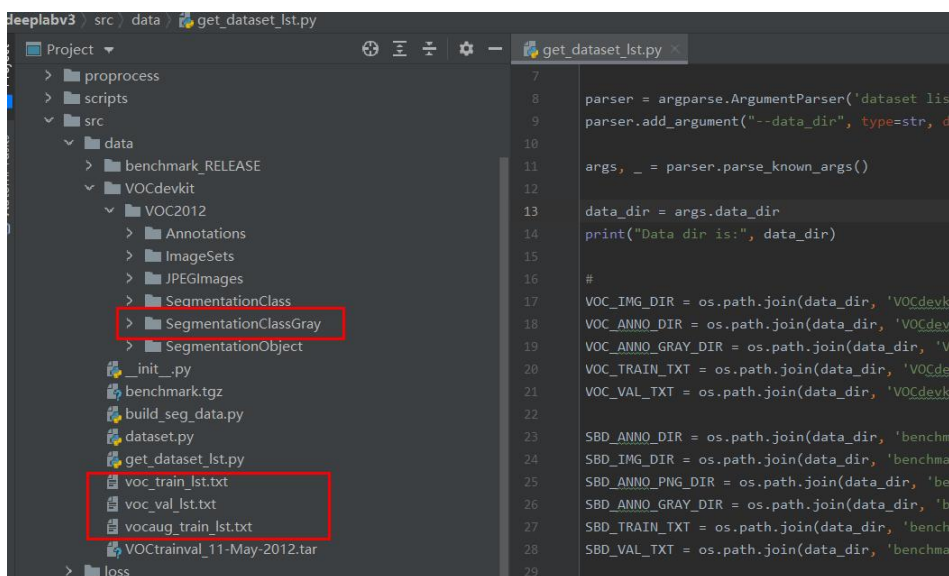 deeplabv3 > src > data > get_dataset_lst.py
Project
proprocess
scripts
src
data
benchmark_RELEASE
VOCdevkit
VOC2012
Annotations
ImageSets
JPEGImages
SegmentationClass
SegmentationClassGray
SegmentationObject
__init__.py
benchmark.tgz
build_seg_data.py
dataset.py
get_dataset_lst.py
voc_train_lst.txt
voc_val_lst.txt
vocaug_train_lst.txt
VOCtrainval_11-May-2012.tar
loss
get_dataset_lst.py
7
8 parser = argparse.ArgumentParser('dataset lis
9 parser.add_argument("--data_dir", type=str, d
10
11 args, _ = parser.parse_known_args()
12
13 data_dir = args.data_dir
14 print("Data dir is:", data_dir)
15
16 #
17 VOC_IMG_DIR = os.path.join(data_dir, 'VOCdevk
18 VOC_ANNO_DIR = os.path.join(data_dir, 'VOCdev
19 VOC_ANNO_GRAY_DIR = os.path.join(data_dir, 'V
20 VOC_TRAIN_TXT = os.path.join(data_dir, 'VOCde
21 VOC_VAL_TXT = os.path.join(data_dir, 'VOCdevk
22
23 SBD_ANNO_DIR = os.path.join(data_dir, 'benchm
24 SBD_IMG_DIR = os.path.join(data_dir, 'benchma
25 SBD_ANNO_PNG_DIR = os.path.join(data_dir, 'be
26 SBD_ANNO_GRAY_DIR = os.path.join(data_dir, 'b
27 SBD_TRAIN_TXT = os.path.join(data_dir, 'bench
28 SBD_VAL_TXT = os.path.join(data_dir, 'benchma
29